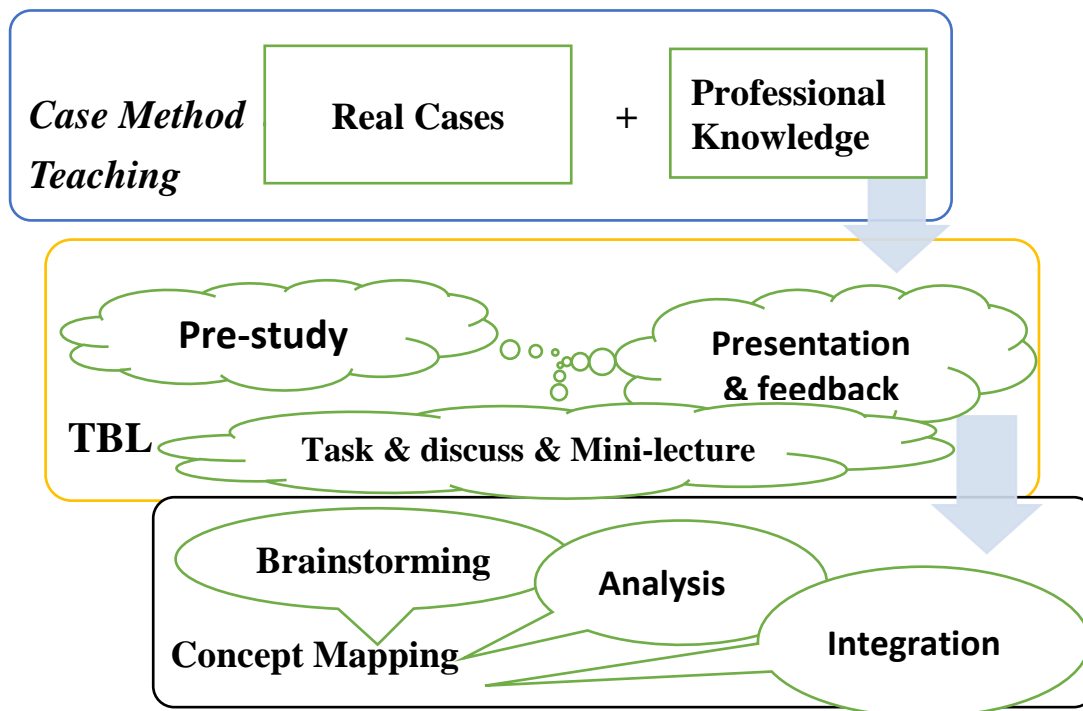 Case Method
Teaching
Real Cases
+
Professional
Knowledge
Pre-study
Presentation
& feedback
TBL
Task & discuss & Mini-lecture
Brainstorming
Analysis
Integration
Concept Mapping